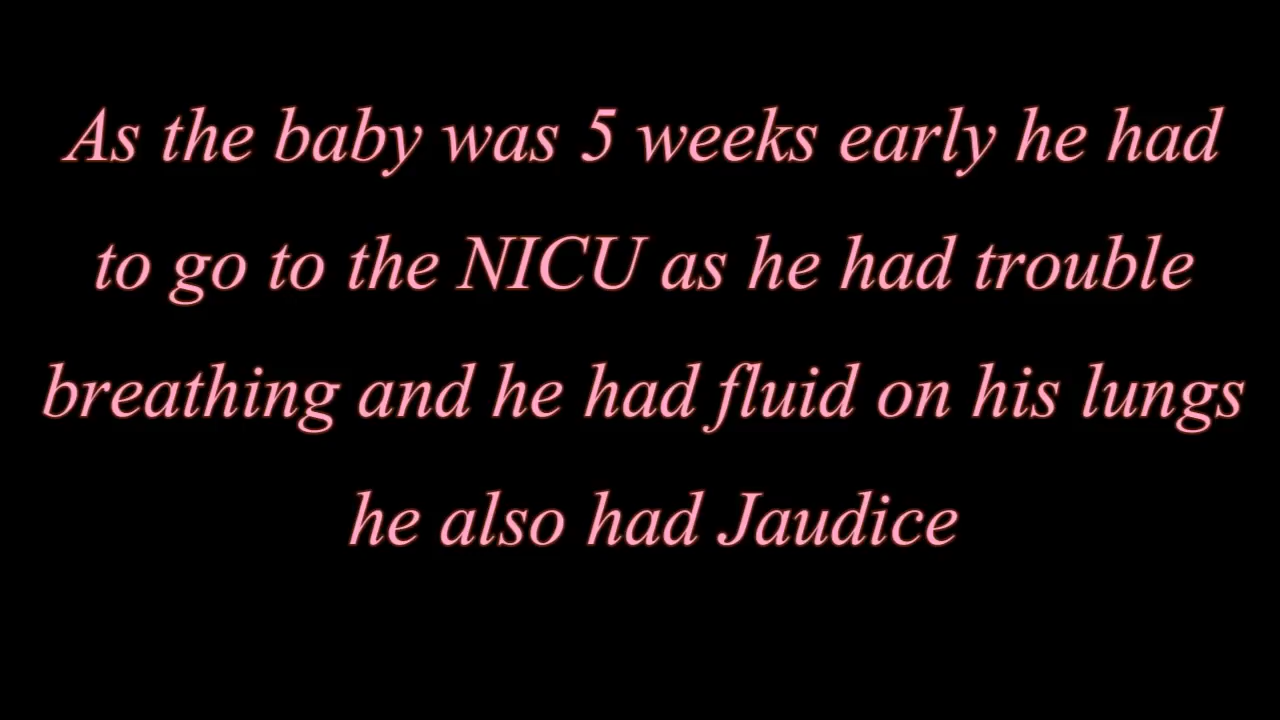 As the baby was 5 weeks early he had
to go to the NICU as he had trouble
breathing and he had fluid on his lungs
he also had Jaudice